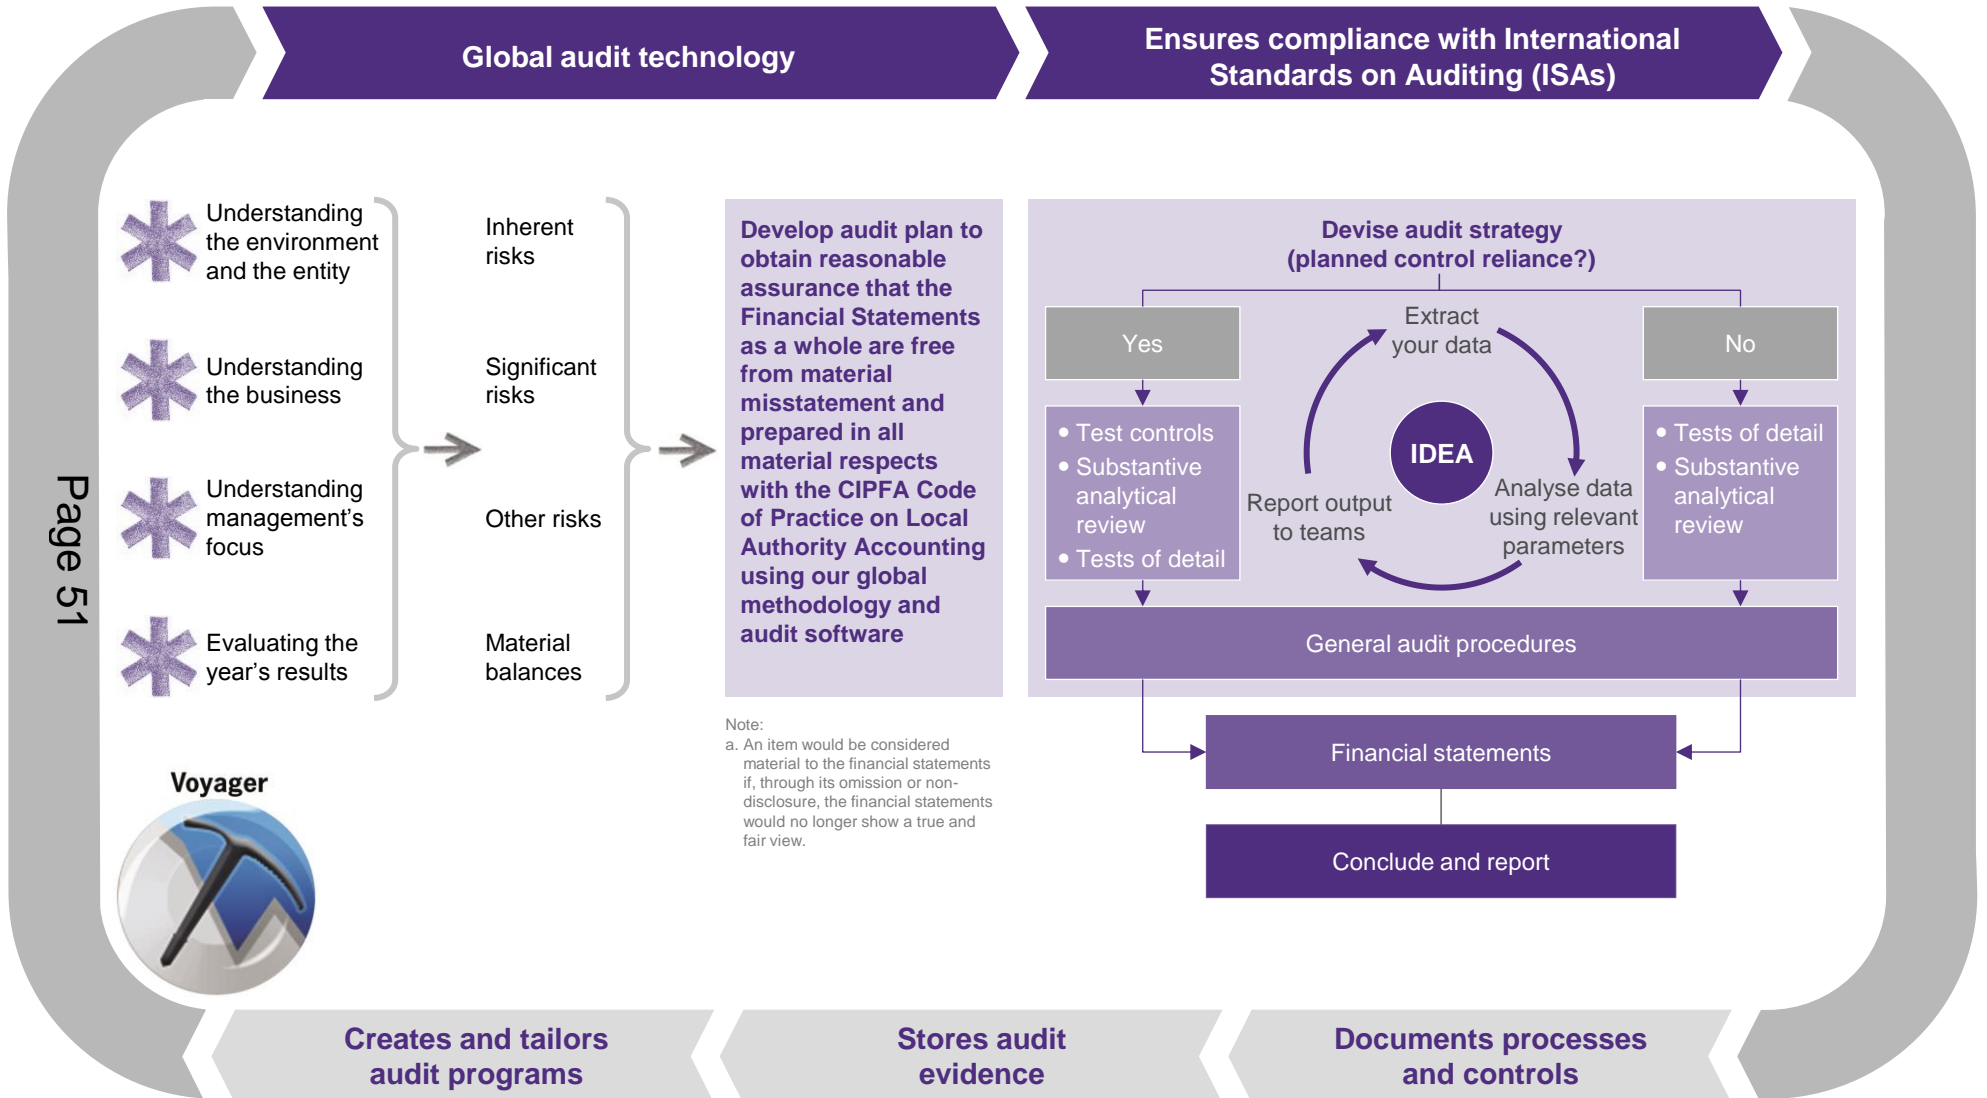 Global audit technology
Ensures compliance with International
Standards on Auditing (ISAs)
Page 51
Understanding
the environment
and the entity
Understanding
the business
Understanding
management’s
focus
Evaluating the
year’s results
Inherent
risks
Significant
risks
Other risks
Material
balances
Develop audit plan to
obtain reasonable
assurance that the
Financial Statements
as a whole are free
from material
misstatement and
prepared in all
material respects
with the CIPFA Code
of Practice on Local
Authority Accounting
using our global
methodology and
audit software
Note:
a. An item would be considered
material to the financial statements
if, through its omission or non-
disclosure, the financial statements
would no longer show a true and
fair view.
Devise audit strategy
(planned control reliance?)
Yes
• Test controls
• Substantive
analytical
review
• Tests of detail
Extract
your data
IDEA
Analyse data
using relevant
parameters
Report output
to teams
No
• Tests of detail
• Substantive
analytical
review
General audit procedures
Financial statements
Conclude and report
Voyager
Creates and tailors
audit programs
Stores audit
evidence
Documents processes
and controls